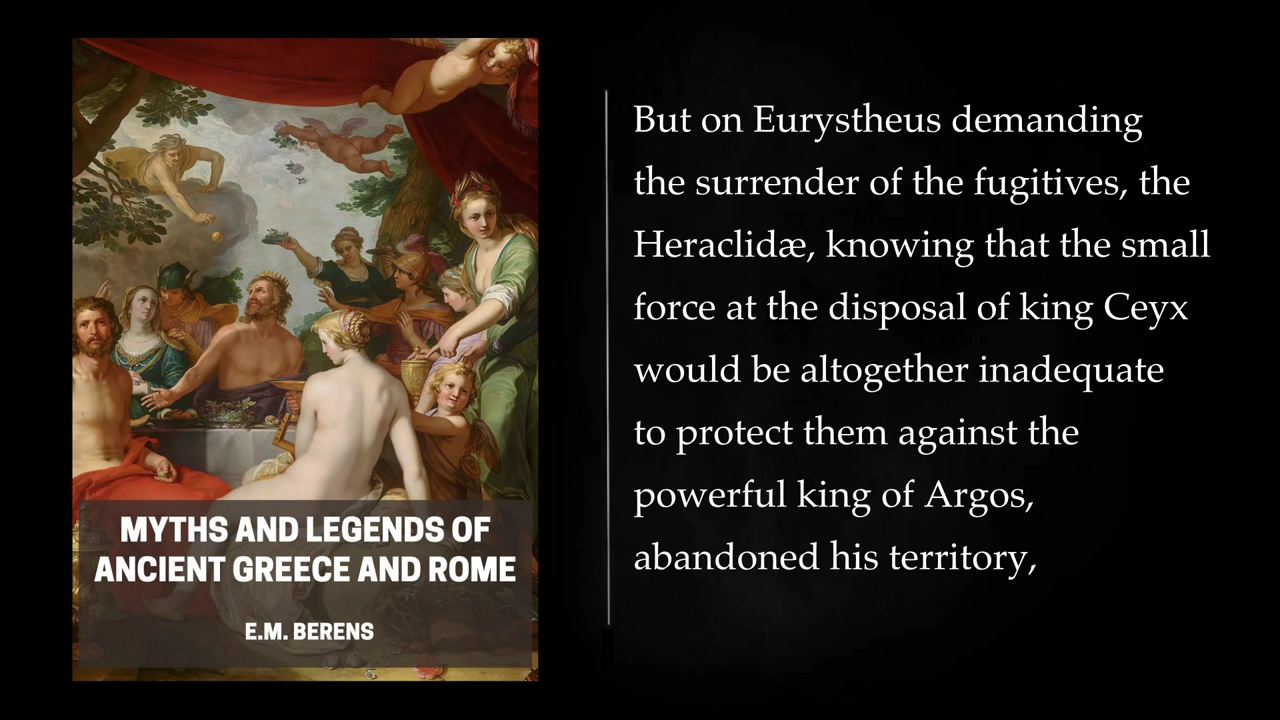 MYTHS AND LEGENDS OF
ANCIENT GREECE AND ROME
E.M. BERENS
But on Eurystheus demanding
the surrender of the fugitives, the
Heraclidæ, knowing that the small
force at the disposal of king Ceyx
would be altogether inadequate
to protect them against the
powerful king of Argos,
abandoned his territory,